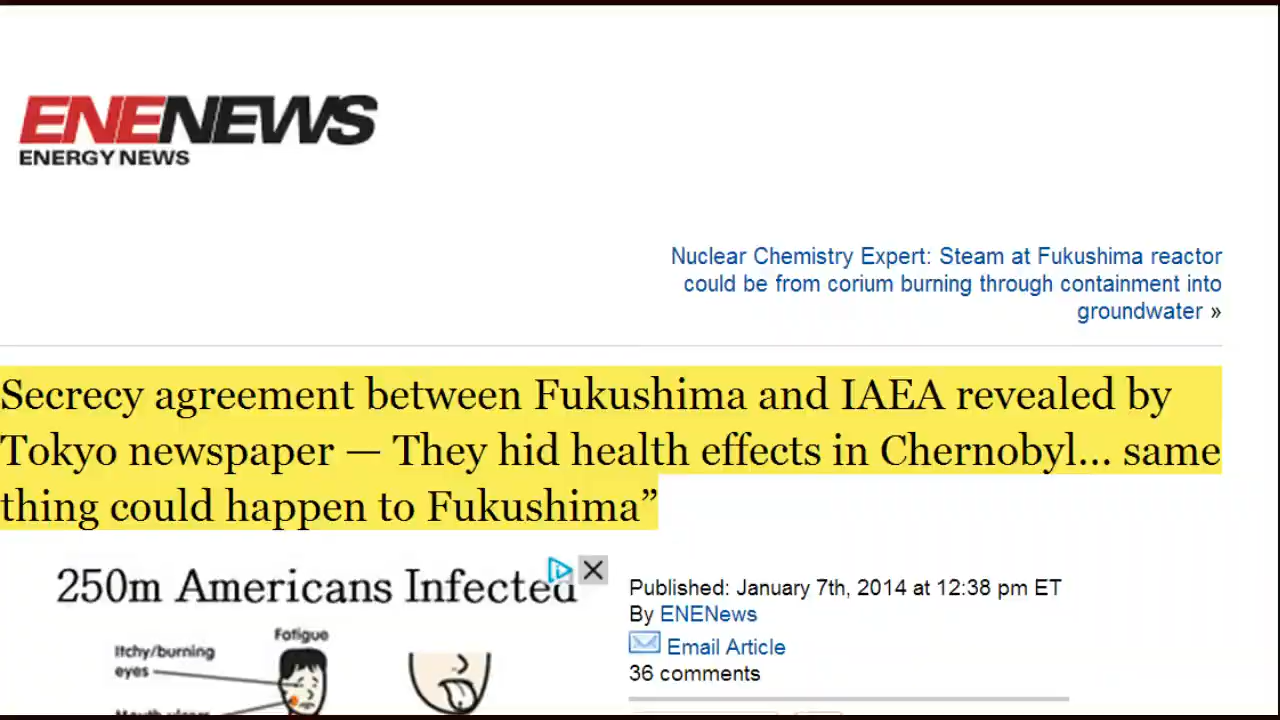 ENENEWS
ENERGY NEWS
Nuclear Chemistry Expert: Steam at Fukushima reactor
could be from corium burning through containment into
groundwater »
Secrecy agreement between Fukushima and IAEA revealed by
Tokyo newspaper — They hid health effects in Chernobyl... same
thing could happen to Fukushima”
250m Americans Infected
Fatigue
Itchy/burning
eyes
Published: January 7th, 2014 at 12:38 pm ET
By ENENews
Email Article
36 comments